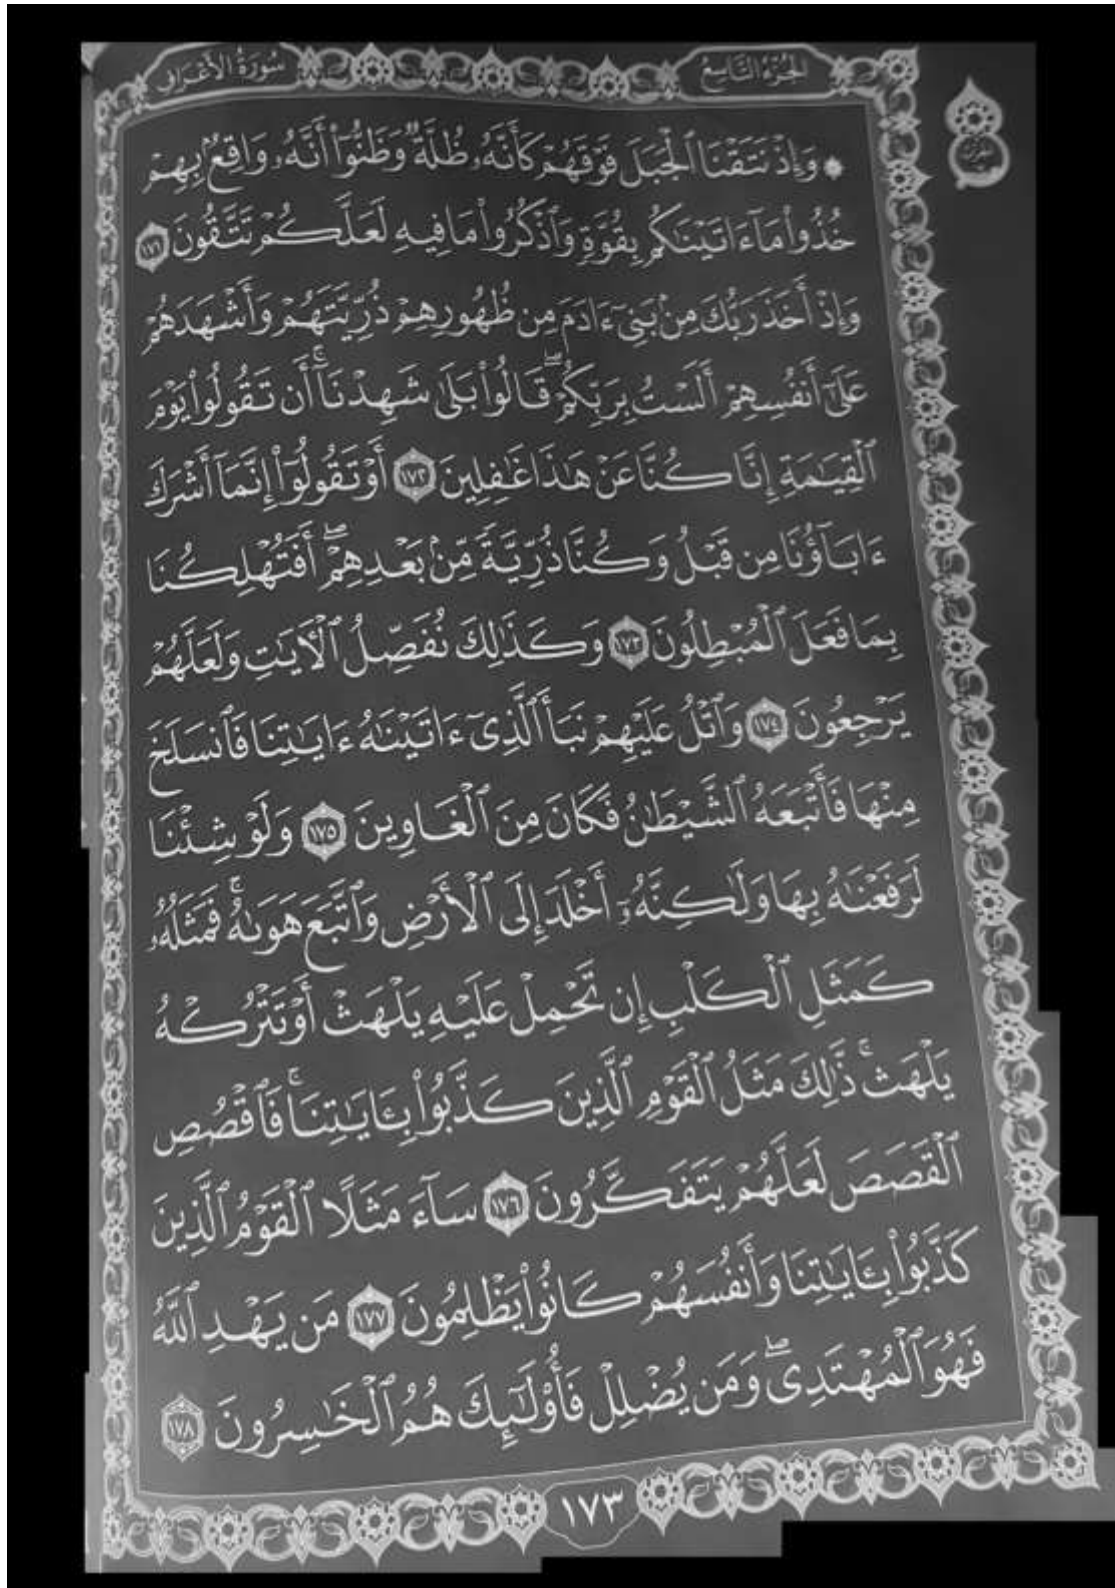 الجزء التاسع
سورة الأعراف
۞ وَإِذْ نَتَقْنَا ٱلْجَبَلَ فَوْقَهُمْ كَأَنَّهُۥ ظُلَّةٌ وَظَنُّوٓا۟ أَنَّهُۥ وَاقِعٌۢ بِهِمْ
خُذُوا۟ مَآ ءَاتَيْنَٰكُم بِقُوَّةٍ وَٱذْكُرُوا۟ مَا فِيهِ لَعَلَّكُمْ تَتَّقُونَ ١٧١
وَإِذْ أَخَذَ رَبُّكَ مِنۢ بَنِىٓ ءَادَمَ مِن ظُهُورِهِمْ ذُرِّيَّتَهُمْ وَأَشْهَدَهُمْ
عَلَىٰٓ أَنفُسِهِمْ أَلَسْتُ بِرَبِّكُمْ ۖ قَالُوا۟ بَلَىٰ شَهِدْنَآ ۚ أَن تَقُولُوا۟ يَوْمَ
ٱلْقِيَٰمَةِ إِنَّا كُنَّا عَنْ هَٰذَا غَٰفِلِينَ ١٧٢ أَوْ تَقُولُوٓا۟ إِنَّمَآ أَشْرَكَ
ءَابَآؤُنَا مِن قَبْلُ وَكُنَّا ذُرِّيَّةً مِّنۢ بَعْدِهِمْ ۖ أَفَتُهْلِكُنَا
بِمَا فَعَلَ ٱلْمُبْطِلُونَ ١٧٣ وَكَذَٰلِكَ نُفَصِّلُ ٱلْءَايَٰتِ وَلَعَلَّهُمْ
يَرْجِعُونَ ١٧٤ وَٱتْلُ عَلَيْهِمْ نَبَأَ ٱلَّذِىٓ ءَاتَيْنَٰهُ ءَايَٰتِنَا فَٱنسَلَخَ
مِنْهَا فَأَتْبَعَهُ ٱلشَّيْطَٰنُ فَكَانَ مِنَ ٱلْغَاوِينَ ١٧٥ وَلَوْ شِئْنَا
لَرَفَعْنَٰهُ بِهَا وَلَٰكِنَّهُۥٓ أَخْلَدَ إِلَى ٱلْأَرْضِ وَٱتَّبَعَ هَوَىٰهُ ۚ فَمَثَلُهُۥ
كَمَثَلِ ٱلْكَلْبِ إِن تَحْمِلْ عَلَيْهِ يَلْهَثْ أَوْ تَتْرُكْهُ
يَلْهَث ۚ ذَّٰلِكَ مَثَلُ ٱلْقَوْمِ ٱلَّذِينَ كَذَّبُوا۟ بِـَٔايَٰتِنَا ۚ فَٱقْصُصِ
ٱلْقَصَصَ لَعَلَّهُمْ يَتَفَكَّرُونَ ١٧٦ سَآءَ مَثَلًا ٱلْقَوْمُ ٱلَّذِينَ
كَذَّبُوا۟ بِـَٔايَٰتِنَا وَأَنفُسَهُمْ كَانُوا۟ يَظْلِمُونَ ١٧٧ مَن يَهْدِ ٱللَّهُ
فَهُوَ ٱلْمُهْتَدِى ۖ وَمَن يُضْلِلْ فَأُو۟لَٰٓئِكَ هُمُ ٱلْخَٰسِرُونَ ١٧٨
١٧٣